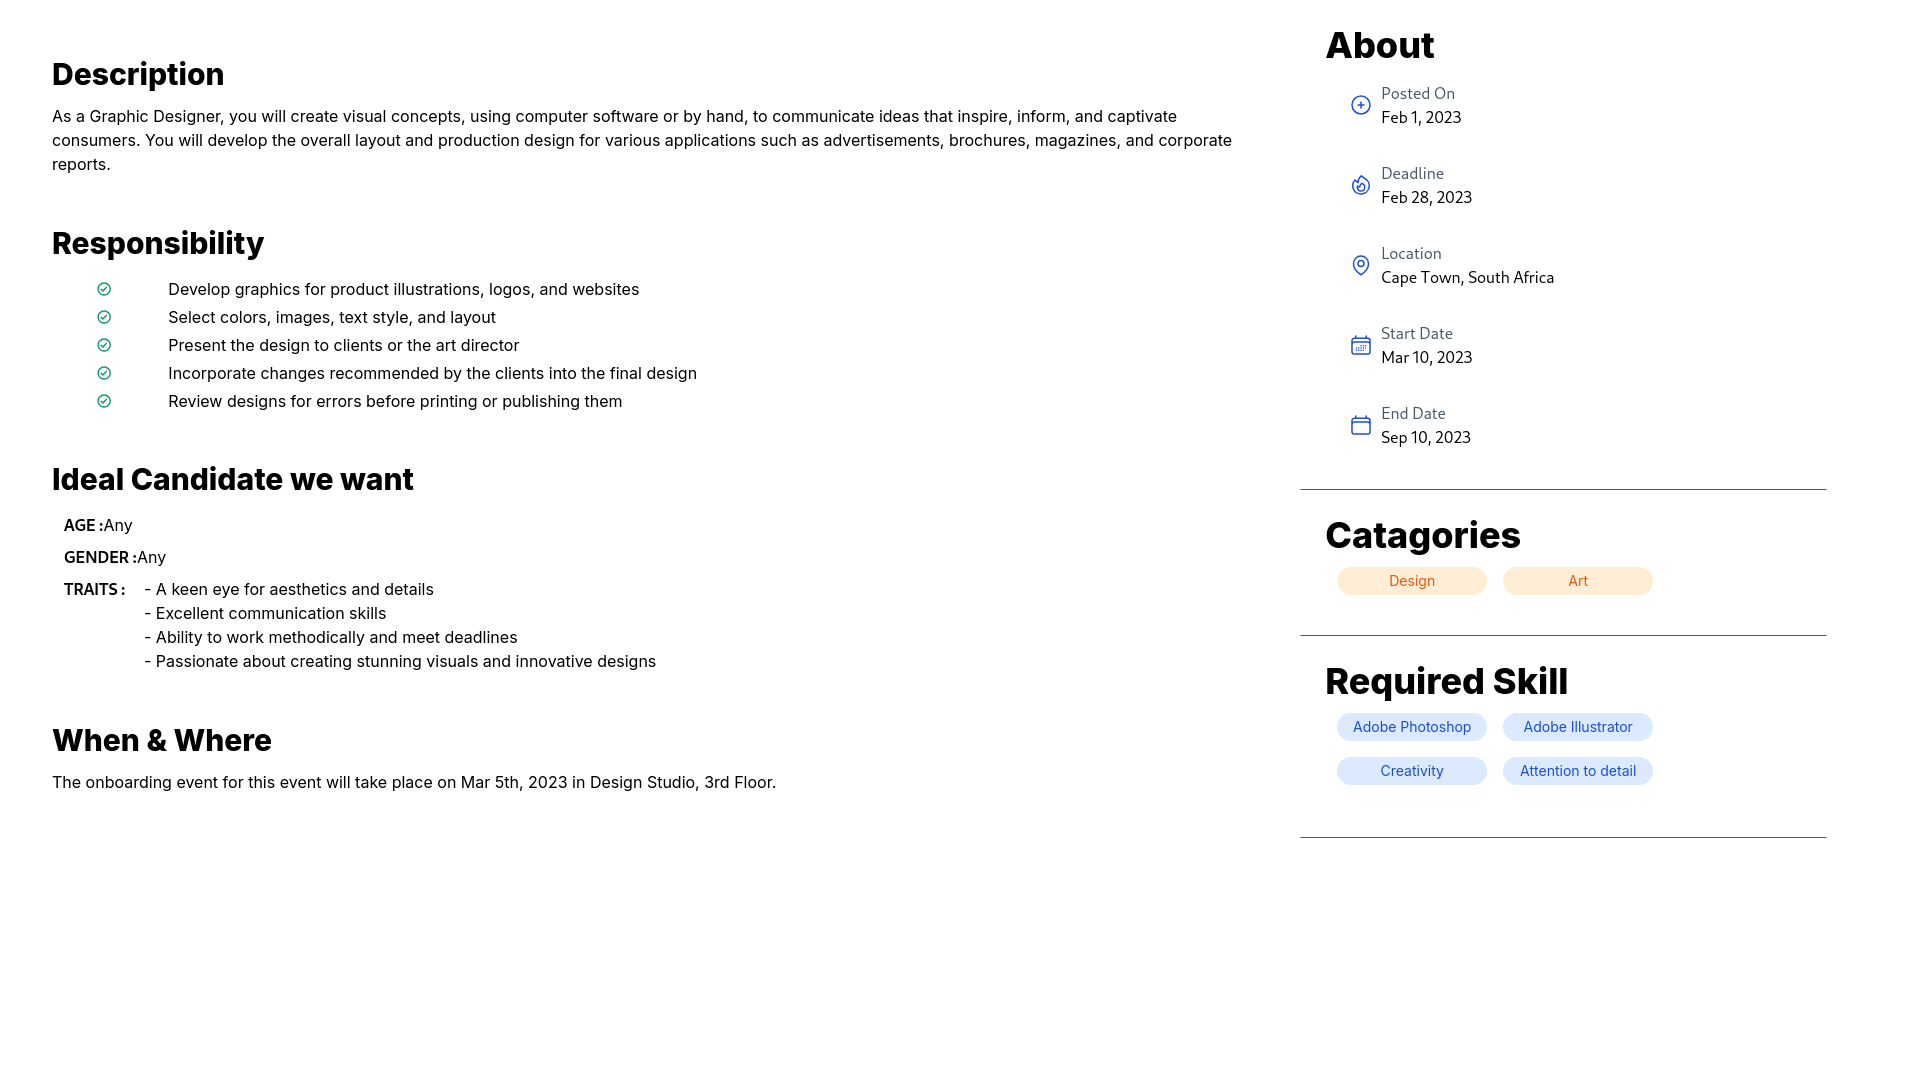 Description
As a Graphic Designer, you will create visual concepts, using computer software or by hand, to communicate ideas that inspire, inform, and captivate
consumers. You will develop the overall layout and production design for various applications such as advertisements, brochures, magazines, and corporate
reports.
Responsibility
Develop graphics for product illustrations, logos, and websites
Select colors, images, text style, and layout
Present the design to clients or the art director
Incorporate changes recommended by the clients into the final design
Review designs for errors before printing or publishing them
Ideal Candidate we want
AGE :Any
GENDER :Any
TRAITS : - A keen eye for aesthetics and details
- Excellent communication skills
- Ability to work methodically and meet deadlines
- Passionate about creating stunning visuals and innovative designs
When & Where
The onboarding event for this event will take place on Mar 5th, 2023 in Design Studio, 3rd Floor.
About
Posted On
Feb 1, 2023
Deadline
Feb 28, 2023
Location
Cape Town, South Africa
Start Date
Mar 10, 2023
End Date
Sep 10, 2023
Catagories
Design Art
Required Skill
Adobe Photoshop Adobe Illustrator
Creativity Attention to detail